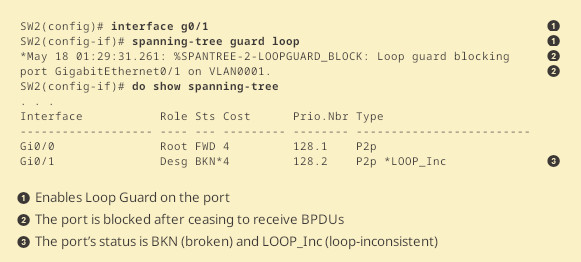 SW2(config)# interface g0/1 ❶
SW2(config-if)# spanning-tree guard loop ❶
*May 18 01:29:31.261: %SPANTREE-2-LOOPGUARD_BLOCK: Loop guard blocking ❷
port GigabitEthernet0/1 on VLAN0001. ❷
SW2(config-if)# do show spanning-tree
. . .
Interface           Role Sts Cost      Prio.Nbr Type
------------------- ---- --- --------- -------- -------------------------
Gi0/0               Root FWD 4         128.1    P2p
Gi0/1               Desg BKN*4         128.2    P2p *LOOP_Inc ❸
❶ Enables Loop Guard on the port
❷ The port is blocked after ceasing to receive BPDUs
❸ The port’s status is BKN (broken) and LOOP_Inc (loop-inconsistent)